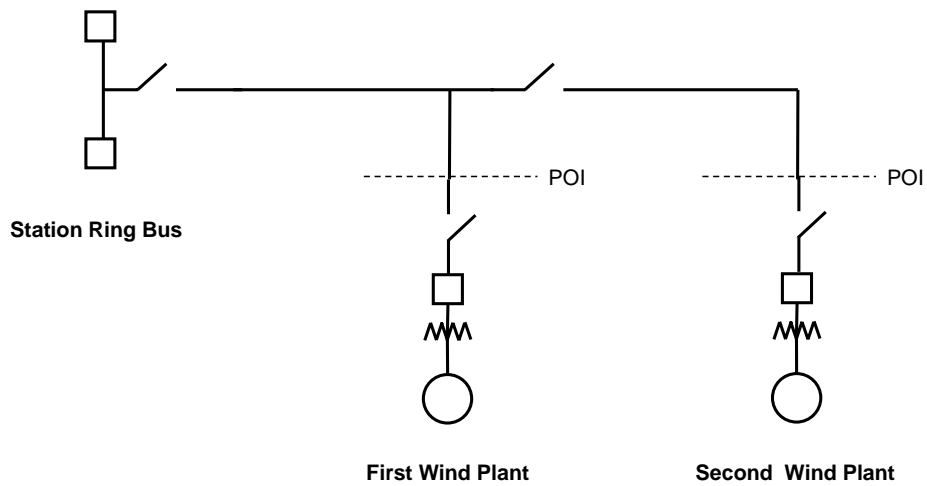 POI
POI
Station Ring Bus
First Wind Plant
Second Wind Plant